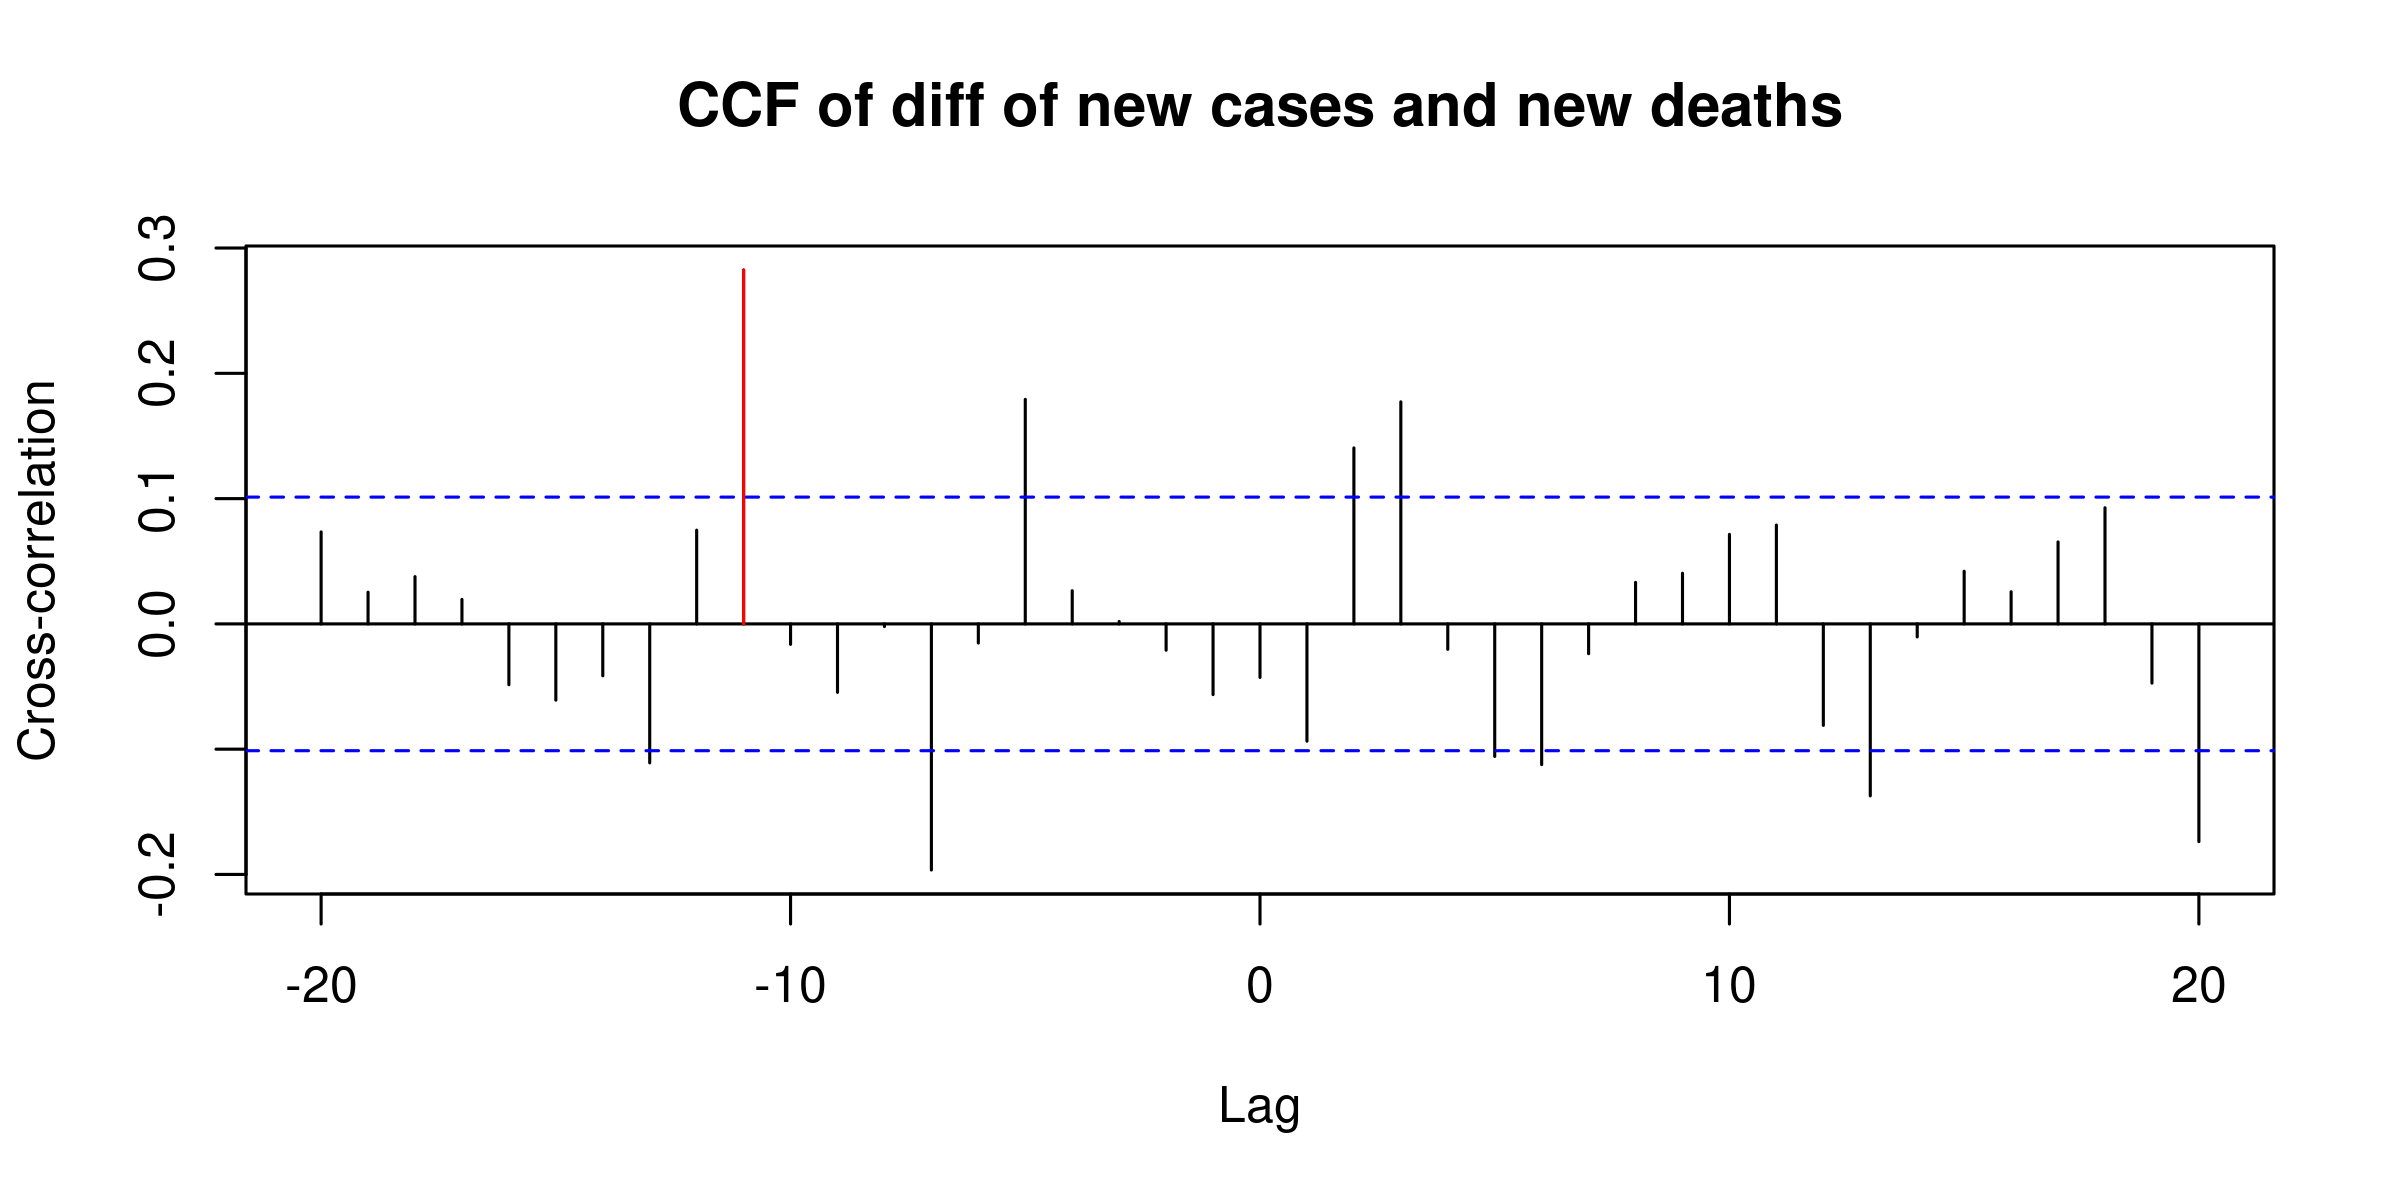 CCF of diff of new cases and new deaths
Cross-correlation
0.3
0.2
0.1
0.0
-0.2
-20 -10 0 10 20
Lag